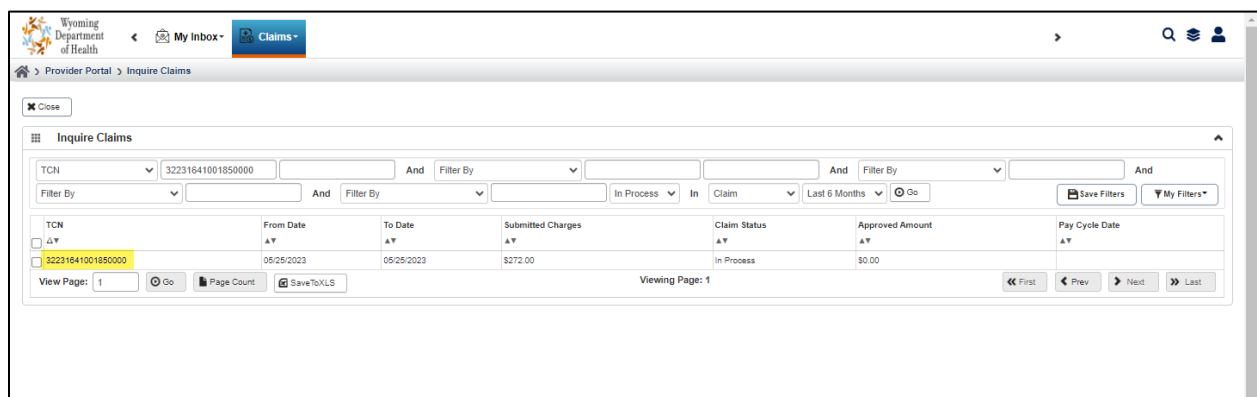 Wyoming
Department
of Health
My Inbox
Claims
Provider Portal
Inquire Claims
Close
Inquire Claims
TCN 32231641001850000 And Filter By And Filter By And
Filter By And Filter By In Process In Claim Last 6 Months Go Save Filters My Filters
TCN From Date To Date Submitted Charges Claim Status Approved Amount Pay Cycle Date
32231641001850000 05/25/2023 05/25/2023 $272.00 In Process $0.00
View Page: 1 Go Page Count SaveToXLS Viewing Page: 1 First Prev Next Last